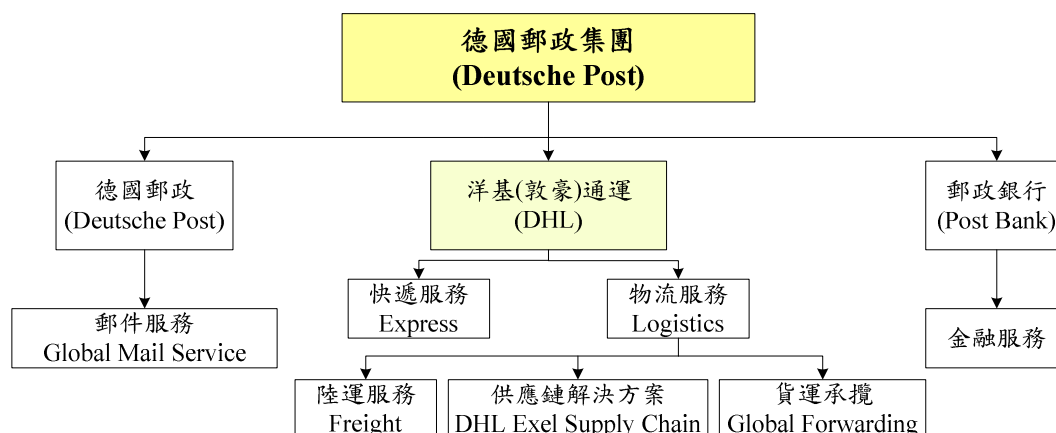 德國郵政集團
(Deutsche Post)
德國郵政
(Deutsche Post)
洋基(敦豪)通運
(DHL)
郵政銀行
(Post Bank)
快遞服務
Express
物流服務
Logistics
郵件服務
Global Mail Service
金融服務
陸運服務
Freight
供應鏈解決方案
DHL Exel Supply Chain
貨運承攬
Global Forwarding